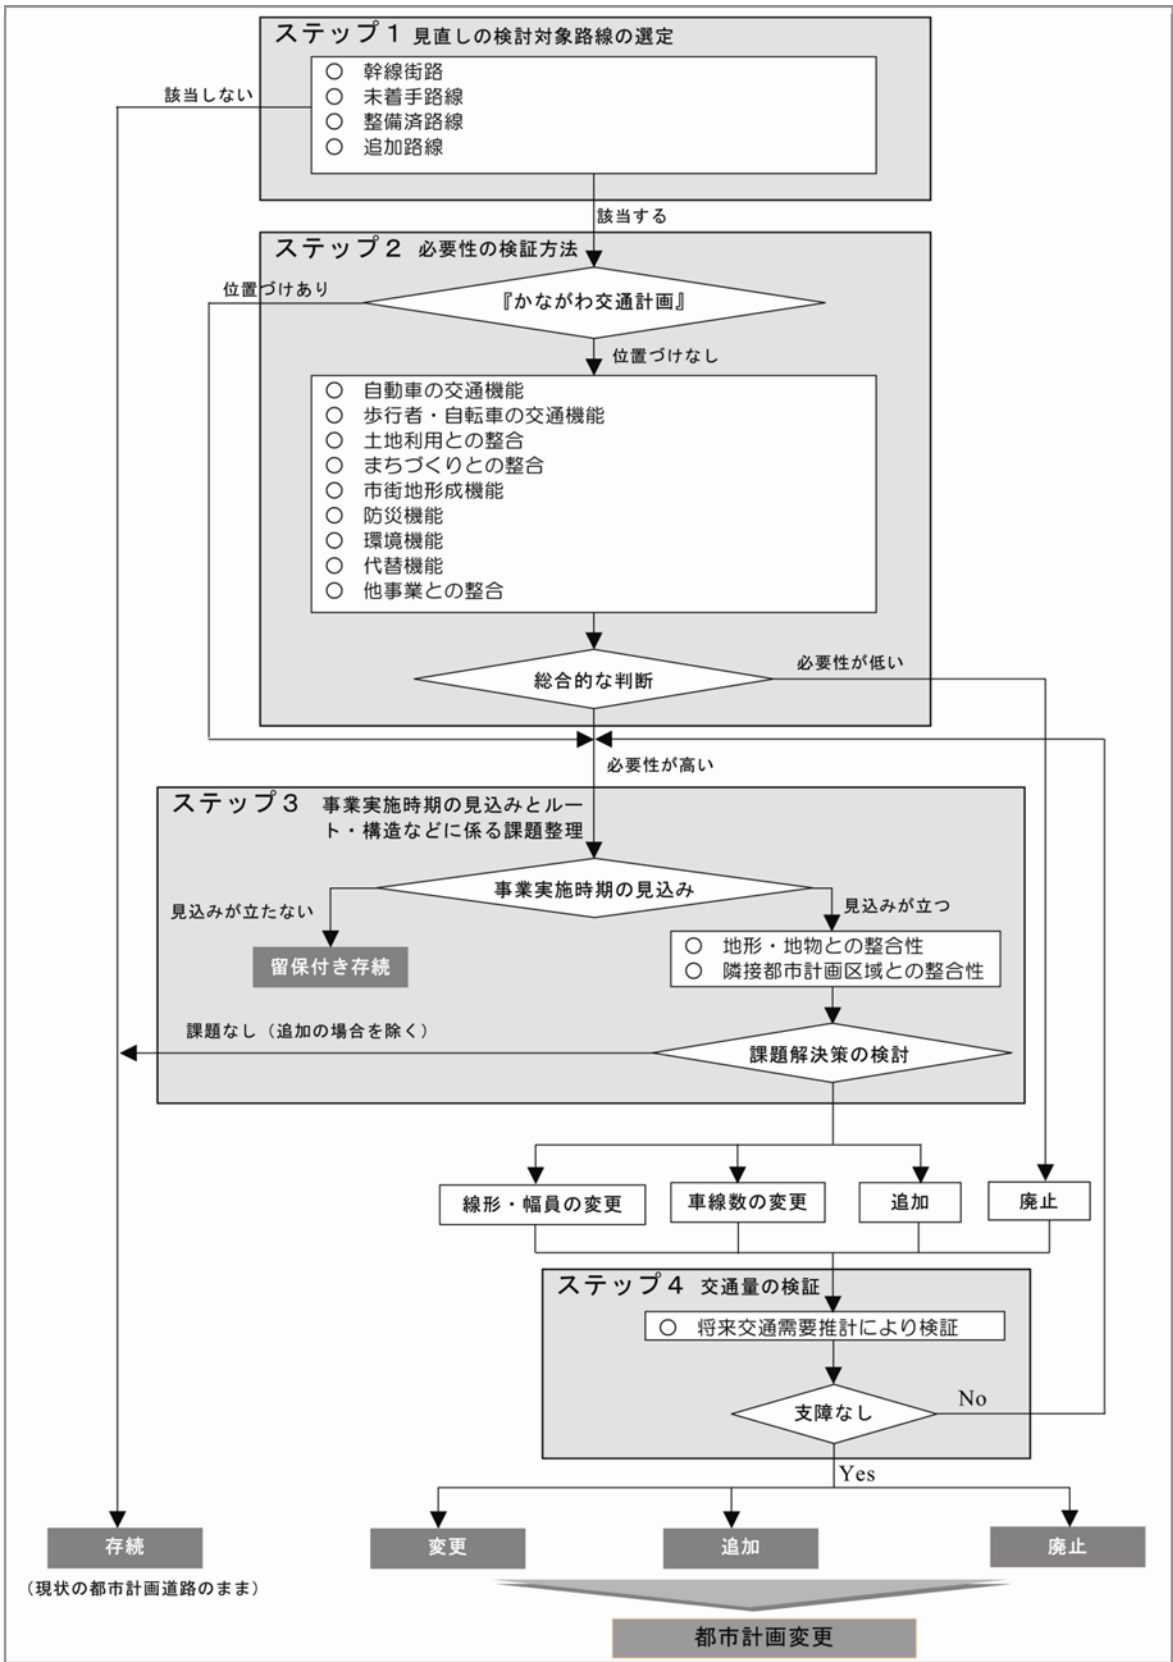 ステップ1 見直しの検討対象路線の選定
○ 幹線街路
○ 未着手路線
○ 整備済路線
○ 追加路線
該当しない
該当する
ステップ2 必要性の検証方法
位置づけあり
『かながわ交通計画』
位置づけなし
○ 自動車の交通機能
○ 歩行者・自転車の交通機能
○ 土地利用との整合
○ まちづくりとの整合
○ 市街地形成機能
○ 防災機能
○ 環境機能
○ 代替機能
○ 他事業との整合
総合的な判断
必要性が低い
必要性が高い
ステップ3 事業実施時期の見込みとルー
ト・構造などに係る課題整理
事業実施時期の見込み
見込みが立たない
見込みが立つ
留保付き存続
○ 地形・地物との整合性
○ 隣接都市計画区域との整合性
課題なし（追加の場合を除く）
課題解決策の検討
線形・幅員の変更
車線数の変更
追加
廃止
ステップ4 交通量の検証
○ 将来交通需要推計により検証
支障なし
No
Yes
存続
変更
追加
廃止
（現状の都市計画道路のまま）
都市計画変更